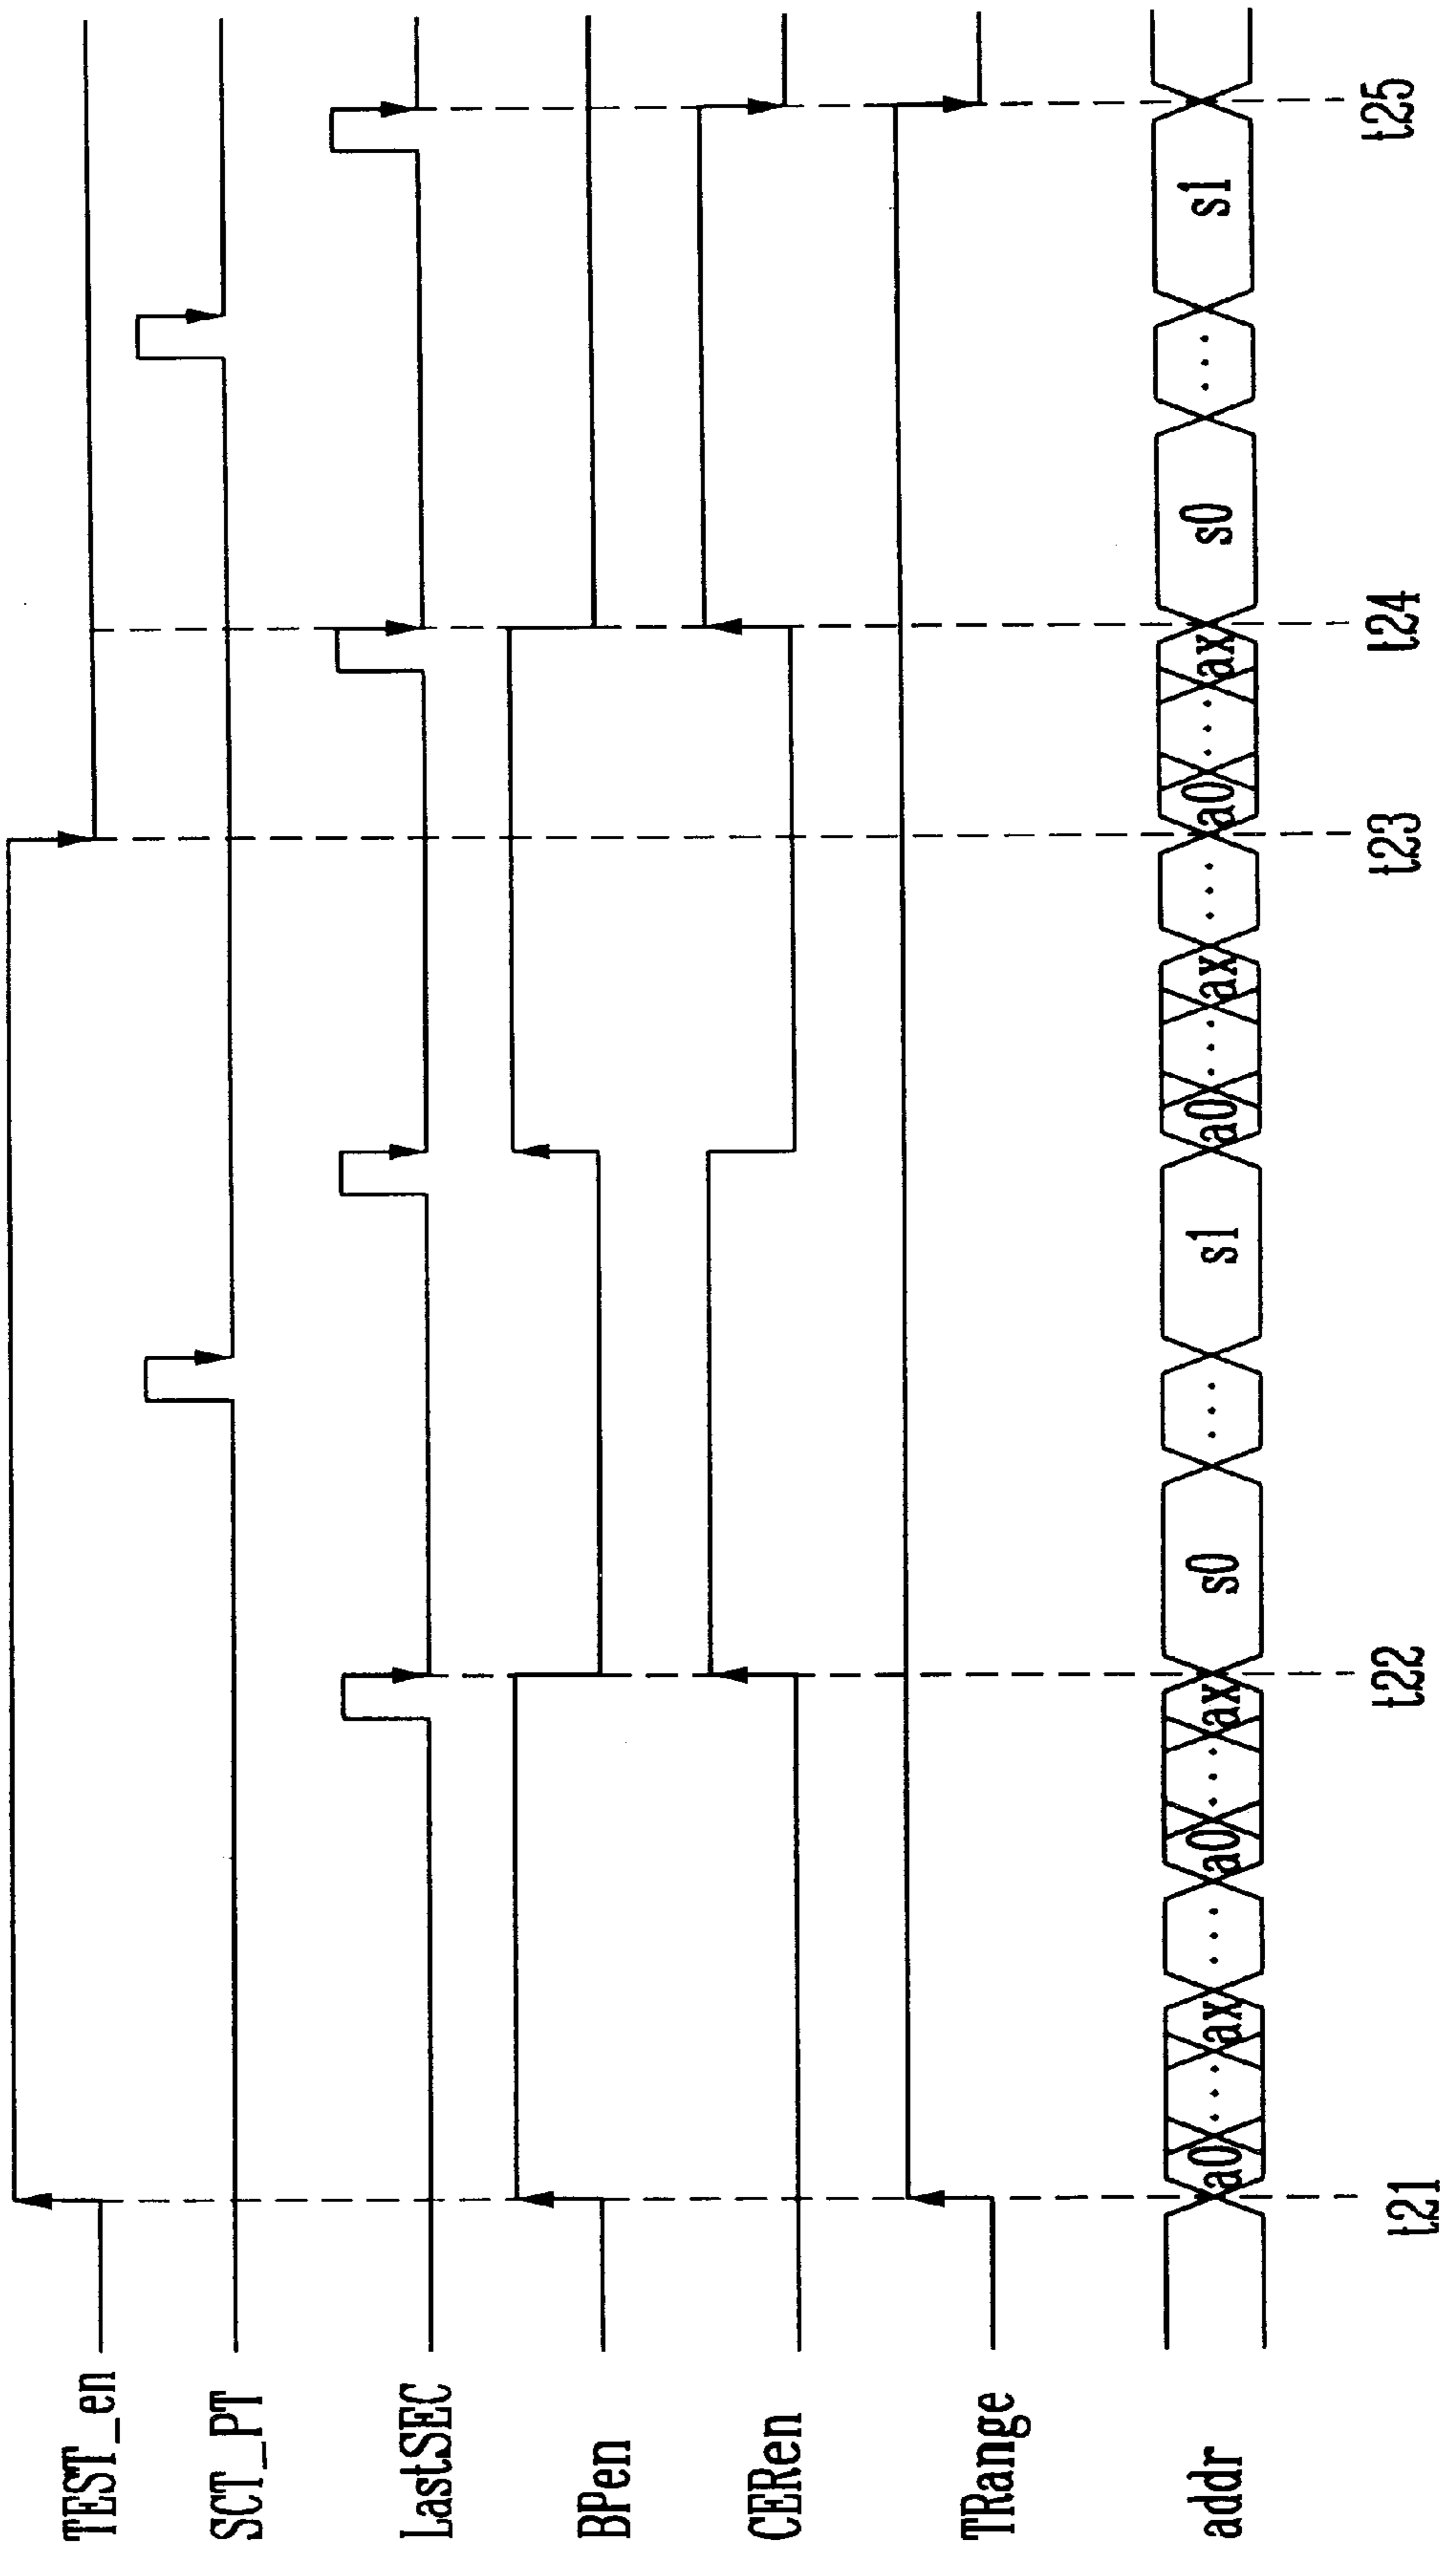 TEST_en
SCT_PT
LastSEC
BPen
CERen
TRange
addr
a0 ... ax ... a0 ... ax s0 ... s1 a0 ... ax ... a0 ... ax s0 ... s1
t21 t22 t23 t24 t25